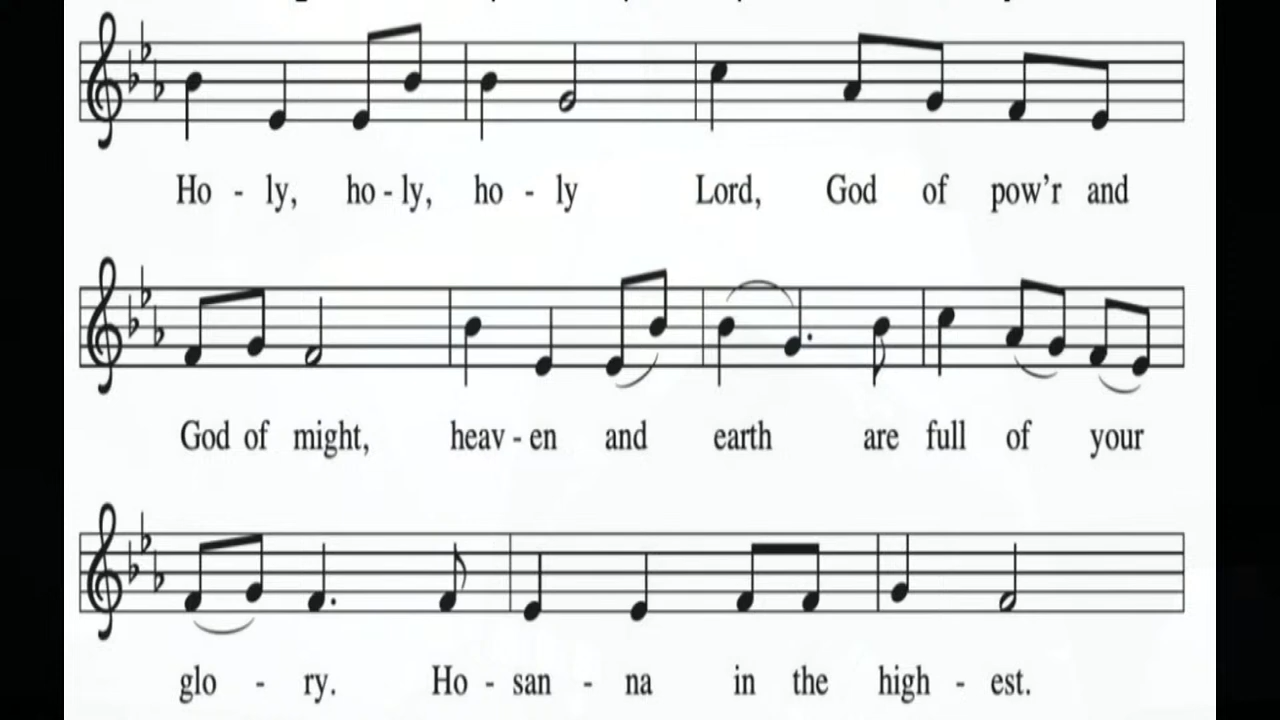 Ho - ly, ho - ly, ho - ly Lord, God of pow'r and
God of might, heav - en and earth are full of your
glo - ry. Ho - san - na in the high - est.